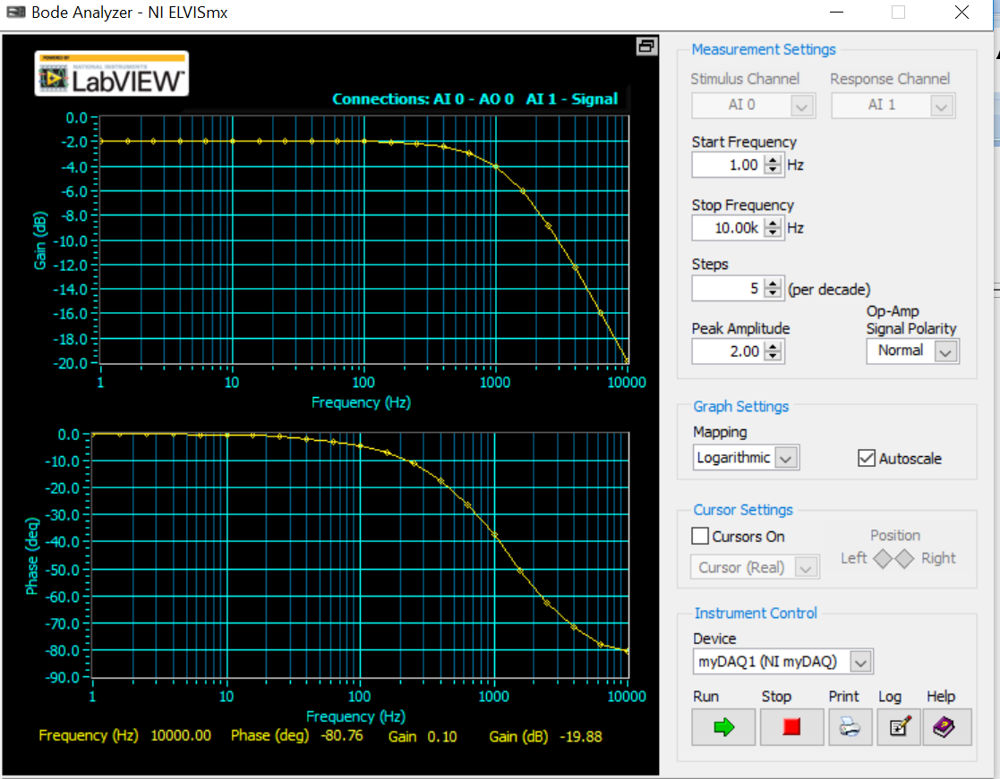 Bode Analyzer - NI ELVISmx
POWERED BY
NATIONAL INSTRUMENTS
LabVIEW™
Connections: AI 0 - AO 0 AI 1 - Signal
0.0
-2.0
-4.0
-6.0
-8.0
-10.0
-12.0
-14.0
-16.0
-18.0
-20.0
Gain (dB)
1 10 100 1000 10000
Frequency (Hz)
0.0
-10.0
-20.0
-30.0
-40.0
-50.0
-60.0
-70.0
-80.0
-90.0
Phase (deg)
1 10 100 1000 10000
Frequency (Hz)
Frequency (Hz) 10000.00 Phase (deg) -80.76 Gain 0.10 Gain (dB) -19.88
Measurement Settings
Stimulus Channel Response Channel
AI 0 AI 1
Start Frequency
1.00 Hz
Stop Frequency
10.00k Hz
Steps
5 (per decade)
Peak Amplitude
2.00
Op-Amp
Signal Polarity
Normal
Graph Settings
Mapping
Logarithmic Autoscale
Cursor Settings
Cursors On
Position
Left Right
Cursor (Real)
Instrument Control
Device
myDAQ1 (NI myDAQ)
Run Stop Print Log Help